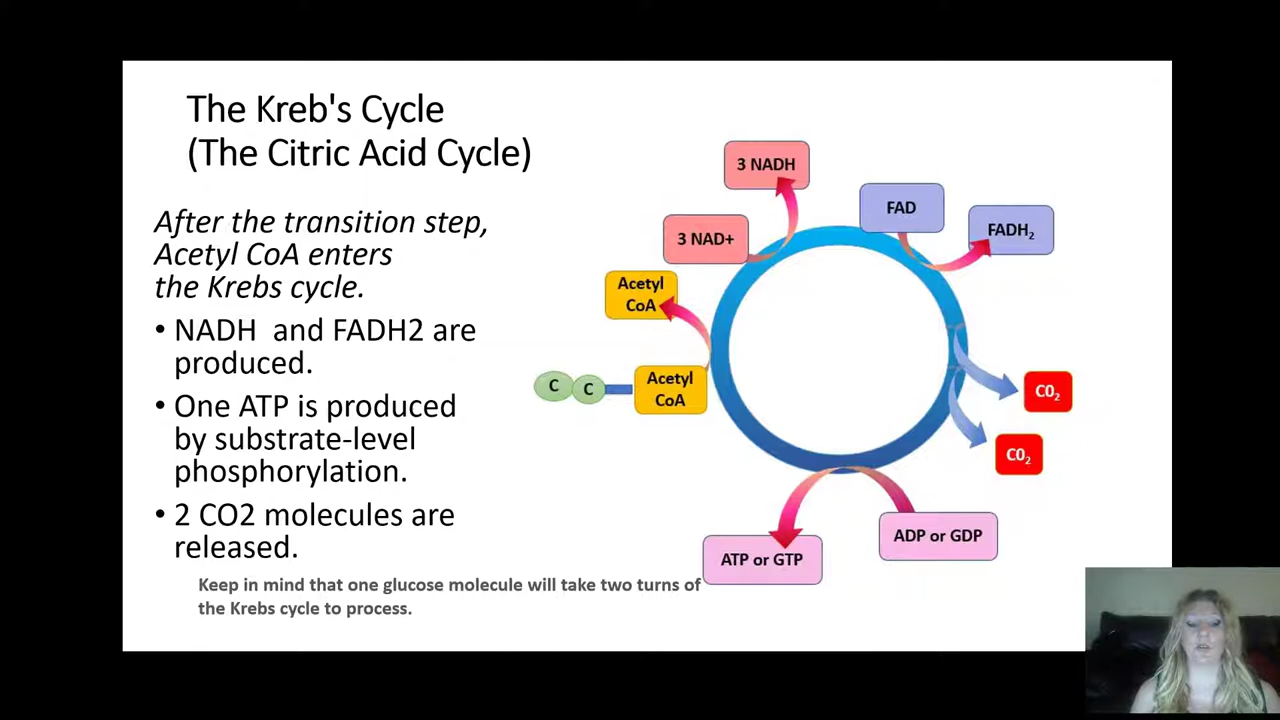 The Kreb's Cycle
(The Citric Acid Cycle)
After the transition step,
Acetyl CoA enters
the Krebs cycle.
• NADH and FADH2 are
produced.
• One ATP is produced
by substrate-level
phosphorylation.
• 2 CO2 molecules are
released.
Keep in mind that one glucose molecule will take two turns of
the Krebs cycle to process.
3 NADH
3 NAD+
FAD
FADH₂
Acetyl
CoA
C C
Acetyl
CoA
C0₂
C0₂
ADP or GDP
ATP or GTP